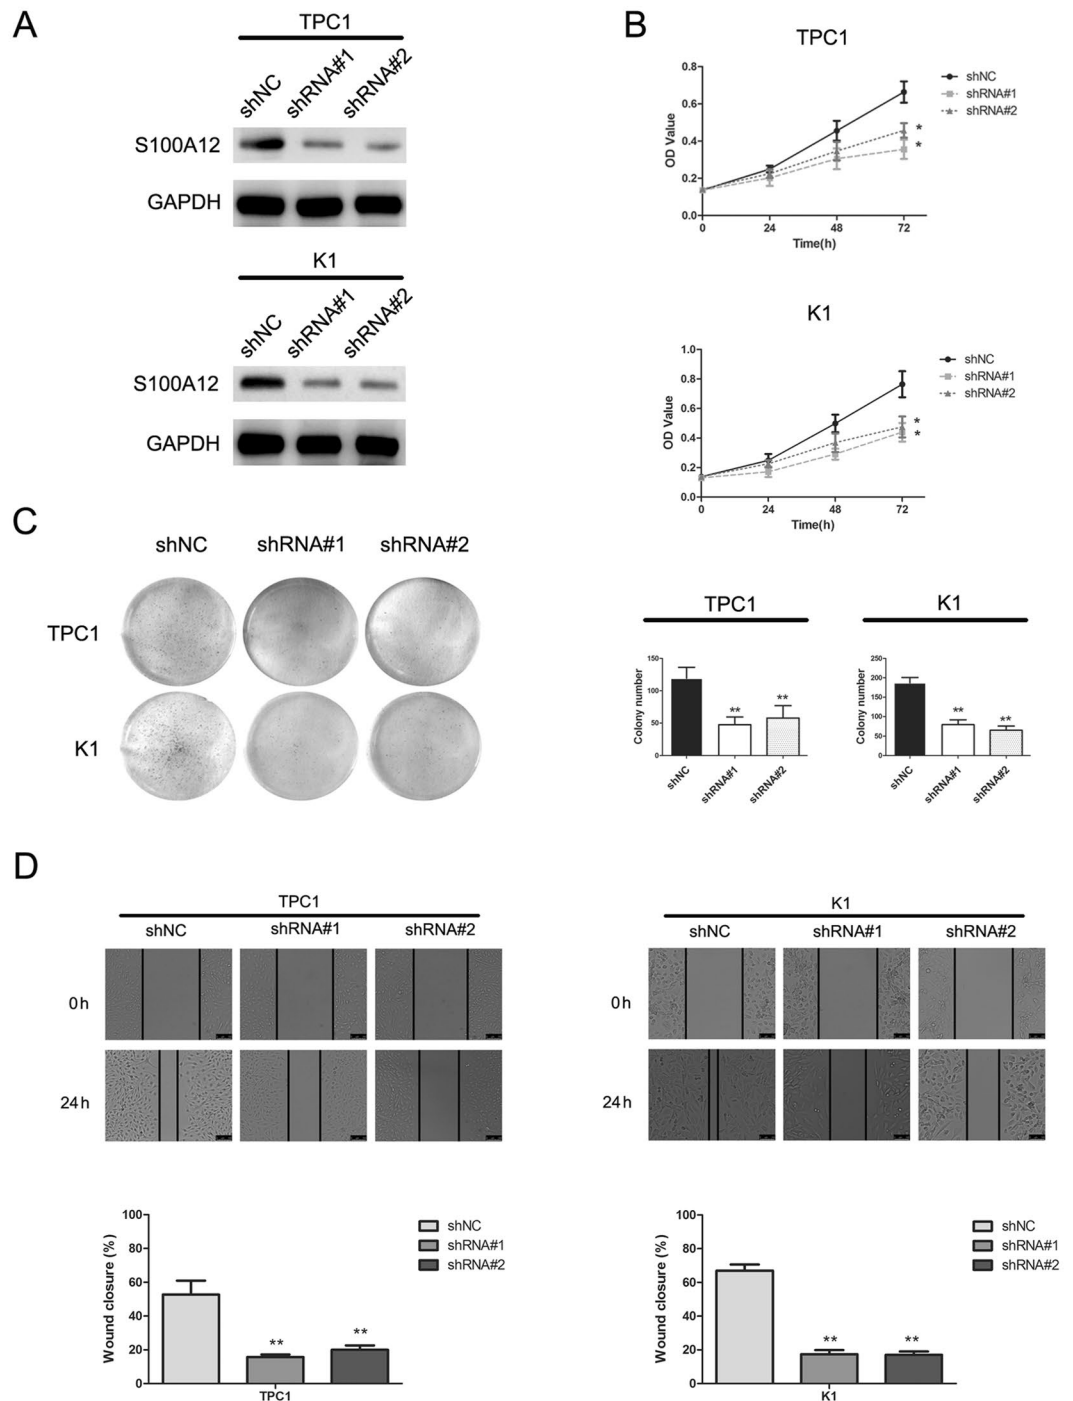 A
TPC1
shNC shRNA#1 shRNA#2
S100A12
GAPDH
K1
shNC shRNA#1 shRNA#2
S100A12
GAPDH
B
TPC1
OD Value
0.8
0.6
0.4
0.2
0.0
0 24 48 72
Time(h)
shNC
shRNA#1
shRNA#2
*
*
K1
OD Value
1.0
0.8
0.6
0.4
0.2
0.0
0 24 48 72
Time(h)
shNC
shRNA#1
shRNA#2
*
*
C
shNC shRNA#1 shRNA#2
TPC1
K1
TPC1
Colony number
150
100
50
0
** **
shNC shRNA#1 shRNA#2
K1
Colony number
250
200
150
100
50
0
** **
shNC shRNA#1 shRNA#2
D
TPC1
shNC shRNA#1 shRNA#2
0h
24h
K1
shNC shRNA#1 shRNA#2
0h
24h
Wound closure (%)
100
80
60
40
20
0
** **
TPC1
shNC
shRNA#1
shRNA#2
Wound closure (%)
100
80
60
40
20
0
** **
K1
shNC
shRNA#1
shRNA#2